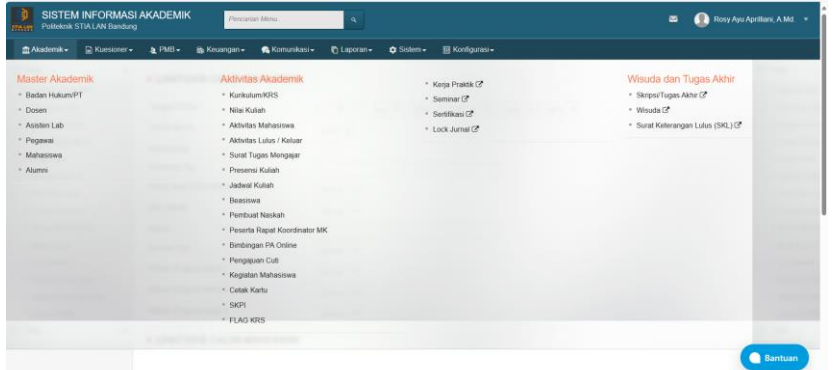 SISTEM INFORMASI AKADEMIK
Politeknik STIA LAN Bandung
Pencarian Menu..
Rosy Ayu Aprilliani, A.Md.
Akademik
Kuesioner
PMB
Keuangan
Komunikasi
Laporan
Sistem
Konfigurasi
Master Akademik
Badan Hukum/PT
Dosen
Asisten Lab
Pegawai
Mahasiswa
Alumni
Aktivitas Akademik
Kurikulum/KRS
Nilai Kuliah
Aktivitas Mahasiswa
Aktivitas Lulus / Keluar
Surat Tugas Mengajar
Presensi Kuliah
Jadwal Kuliah
Beasiswa
Pembuat Naskah
Peserta Rapat Koordinator MK
Bimbingan PA Online
Pengajuan Cuti
Kegiatan Mahasiswa
Cetak Kartu
SKPI
FLAG KRS
Kerja Praktik
Seminar
Sertifikasi
Lock Jurnal
Wisuda dan Tugas Akhir
Skripsi/Tugas Akhir
Wisuda
Surat Keterangan Lulus (SKL)
Bantuan